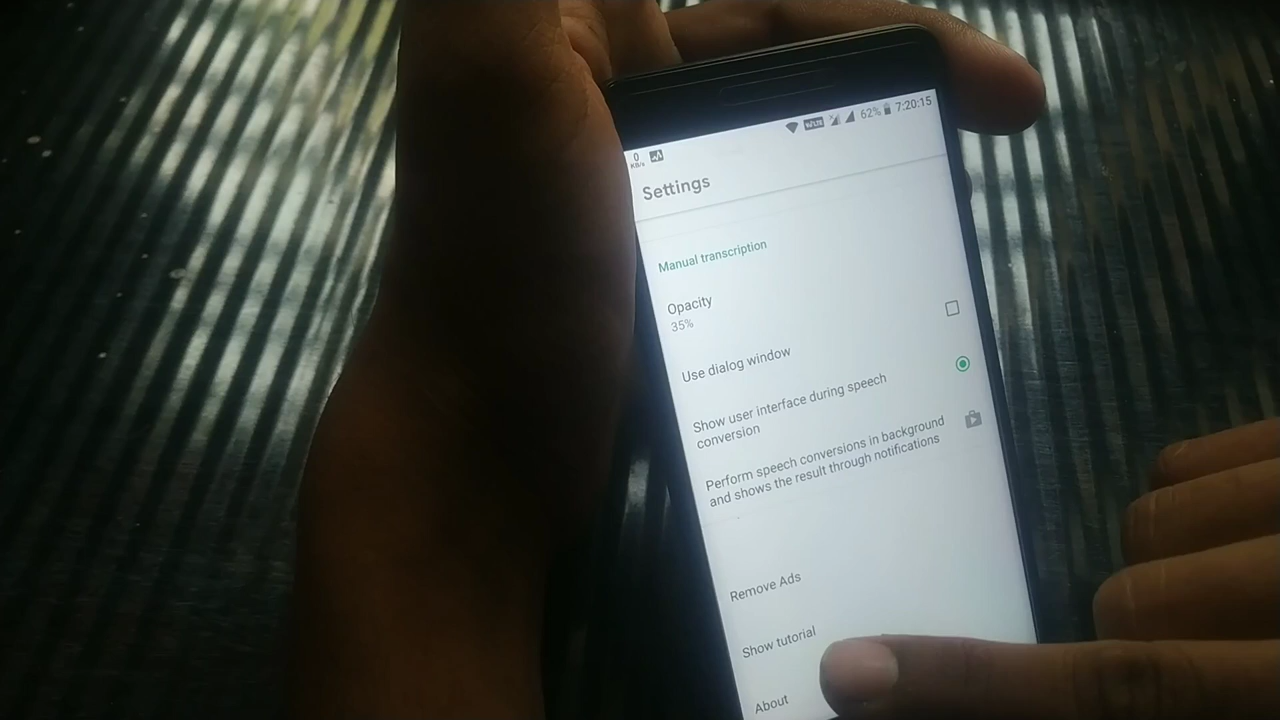 0
KB/s
VoLTE
62% 7:20:15
Settings
Manual transcription
Opacity
35%
Use dialog window
Show user interface during speech
conversion
Perform speech conversions in background
and shows the result through notifications
Remove Ads
Show tutorial
About